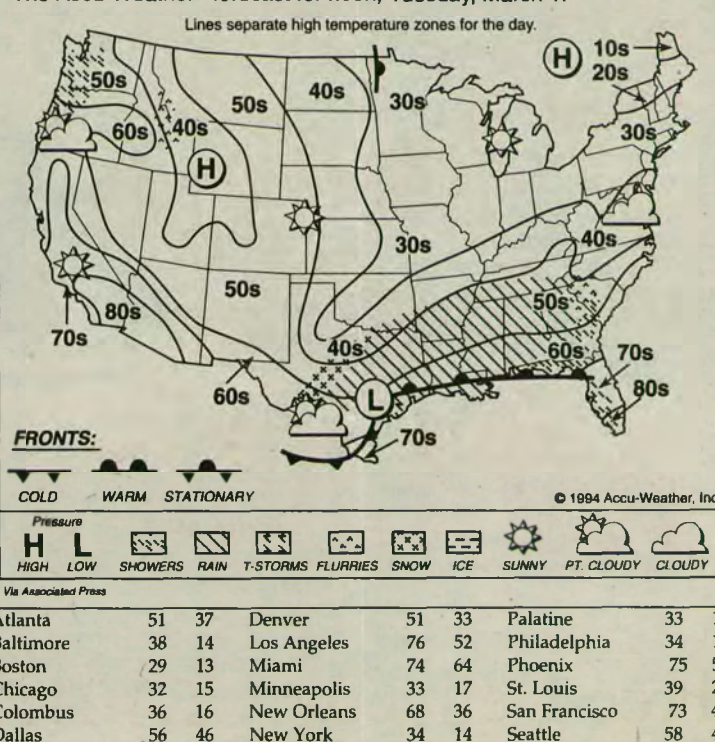 Lines separate high temperature zones for the day.
H 10s
20s
50s 50s 40s 30s
60s 40s 30s
H
30s 40s
50s 50s
80s
70s 40s 60s 70s
80s
60s L
70s
FRONTS:
COLD WARM STATIONARY
© 1994 Accu-Weather, Inc
Pressure
H L
HIGH LOW SHOWERS RAIN T-STORMS FLURRIES SNOW ICE SUNNY PT. CLOUDY CLOUDY
Via Associated Press
Atlanta 51 37 Denver 51 33 Palatine 33
Baltimore 38 14 Los Angeles 76 52 Philadelphia 34
Boston 29 13 Miami 74 64 Phoenix 75
Chicago 32 15 Minneapolis 33 17 St. Louis 39
Colombus 36 16 New Orleans 68 36 San Francisco 73
Dallas 56 46 New York 34 14 Seattle 58